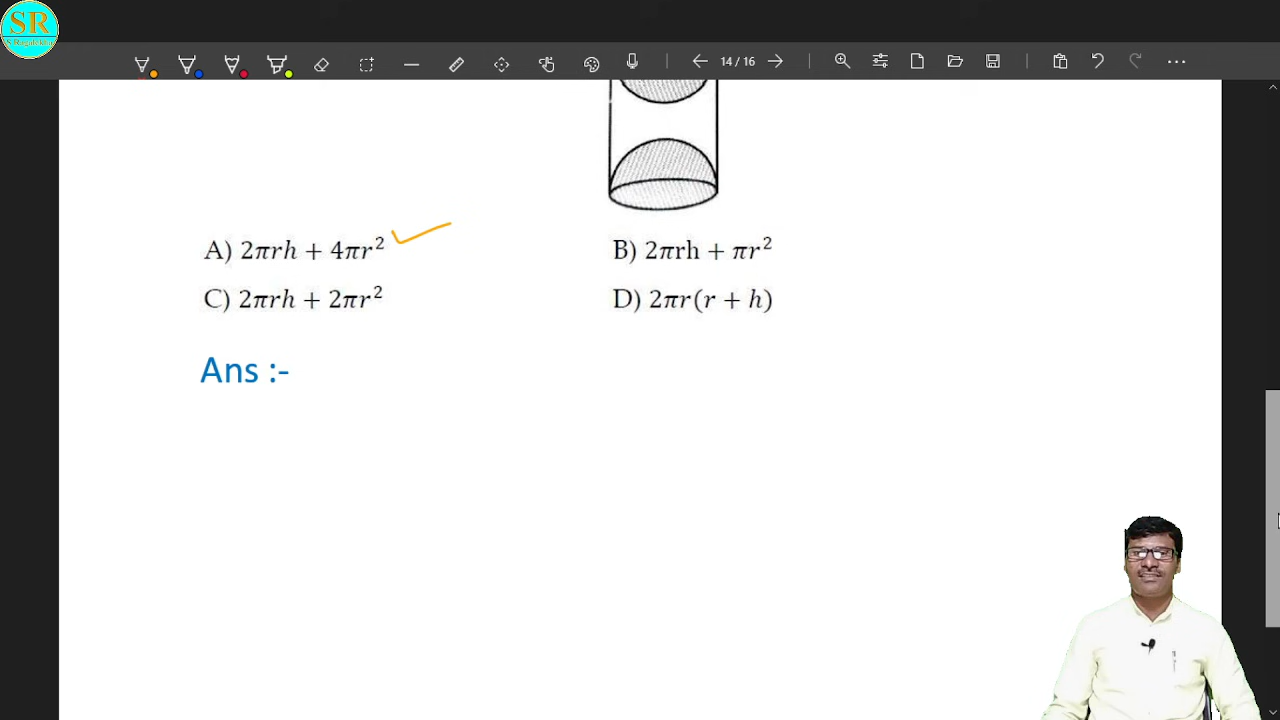 SR
14 / 16
A) 2πrh + 4πr² B) 2πrh + πr²
C) 2πrh + 2πr² D) 2πr(r + h)
Ans :-